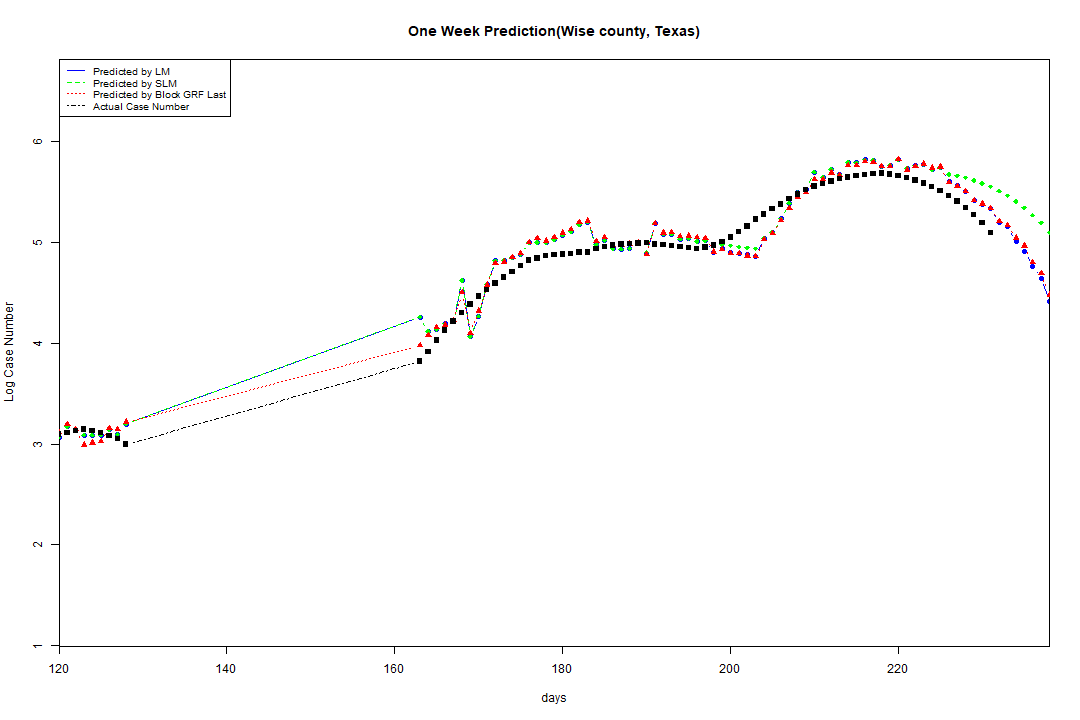 One Week Prediction(Wise county, Texas)
Predicted by LM
Predicted by SLM
Predicted by Block GRF Last
Actual Case Number
Log Case Number
6
5
4
3
2
1
120 140 160 180 200 220
days